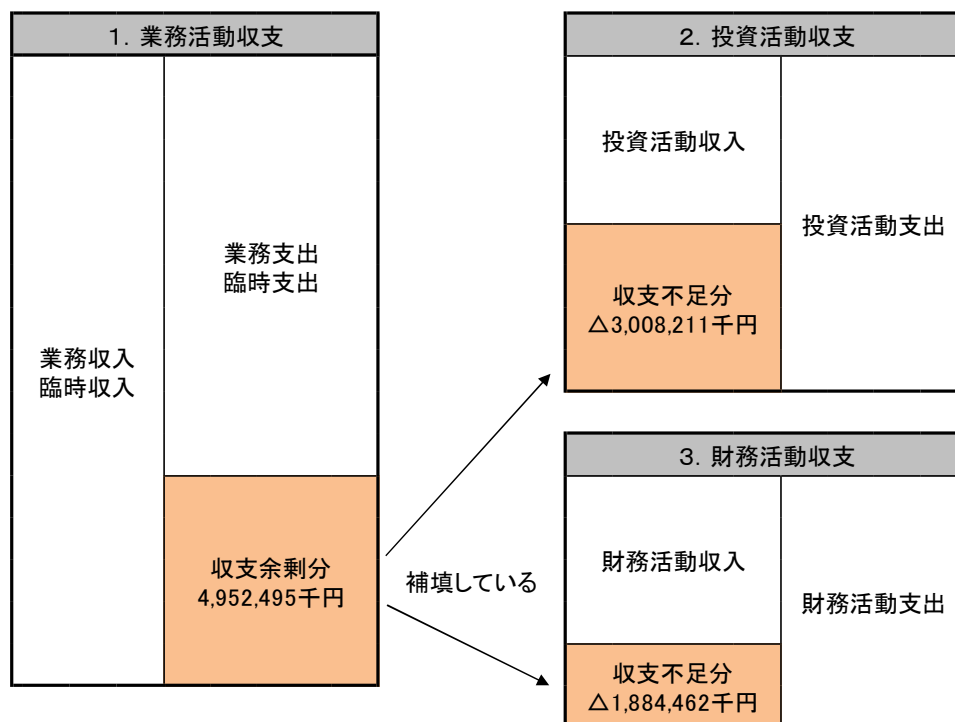 1．業務活動収支
業務収入
臨時収入
業務支出
臨時支出
収支余剰分
4,952,495千円
補填している
2．投資活動収支
投資活動収入
収支不足分
△3,008,211千円
投資活動支出
3．財務活動収支
財務活動収入
収支不足分
△1,884,462千円
財務活動支出